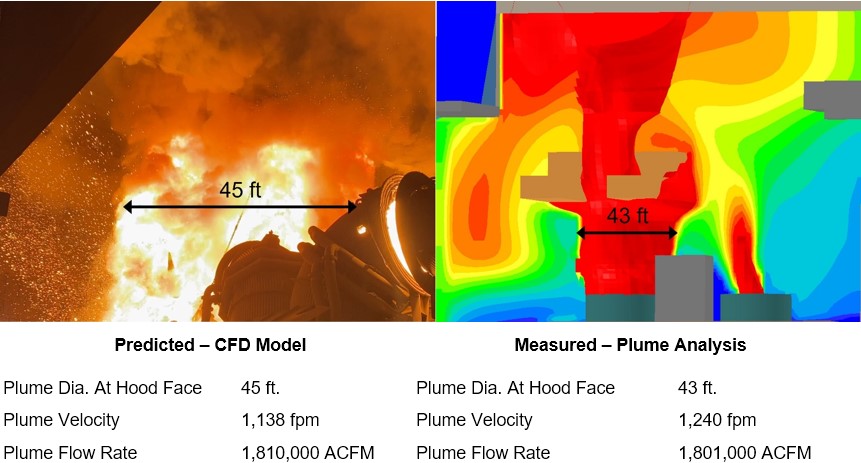 45 ft
43 ft
Predicted – CFD Model
Measured – Plume Analysis
Plume Dia. At Hood Face 45 ft.
Plume Dia. At Hood Face 43 ft.
Plume Velocity 1,138 fpm
Plume Velocity 1,240 fpm
Plume Flow Rate 1,810,000 ACFM
Plume Flow Rate 1,801,000 ACFM